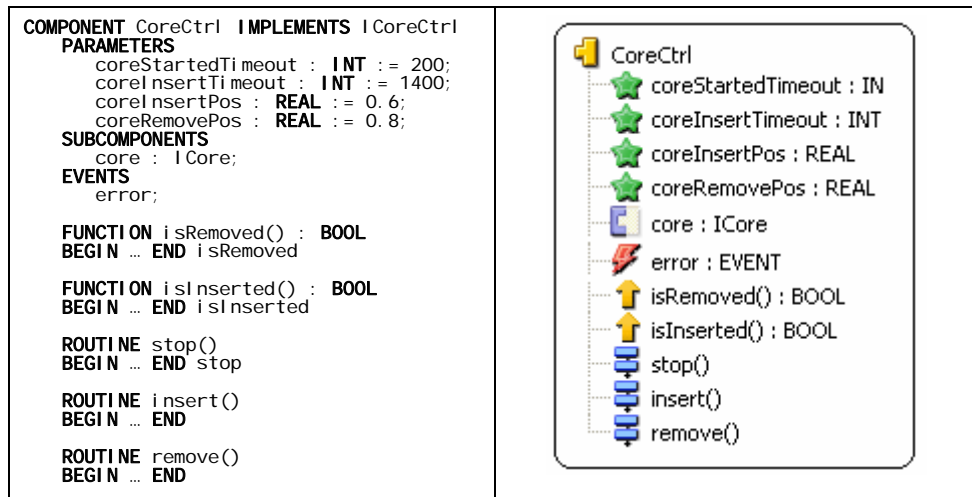 COMPONENT CoreCtrl IMPLEMENTS ICoreCtrl
PARAMETERS
coreStartedTimeout : INT := 200;
coreInsertTimeout : INT := 1400;
coreInsertPos : REAL := 0.6;
coreRemovePos : REAL := 0.8;
SUBCOMPONENTS
core : ICore;
EVENTS
error;
FUNCTION isRemoved() : BOOL
BEGIN … END isRemoved
FUNCTION isInserted() : BOOL
BEGIN … END isInserted
ROUTINE stop()
BEGIN … END stop
ROUTINE insert()
BEGIN … END
ROUTINE remove()
BEGIN … END
CoreCtrl
coreStartedTimeout : IN
coreInsertTimeout : INT
coreInsertPos : REAL
coreRemovePos : REAL
core : ICore
error : EVENT
isRemoved() : BOOL
isInserted() : BOOL
stop()
insert()
remove()